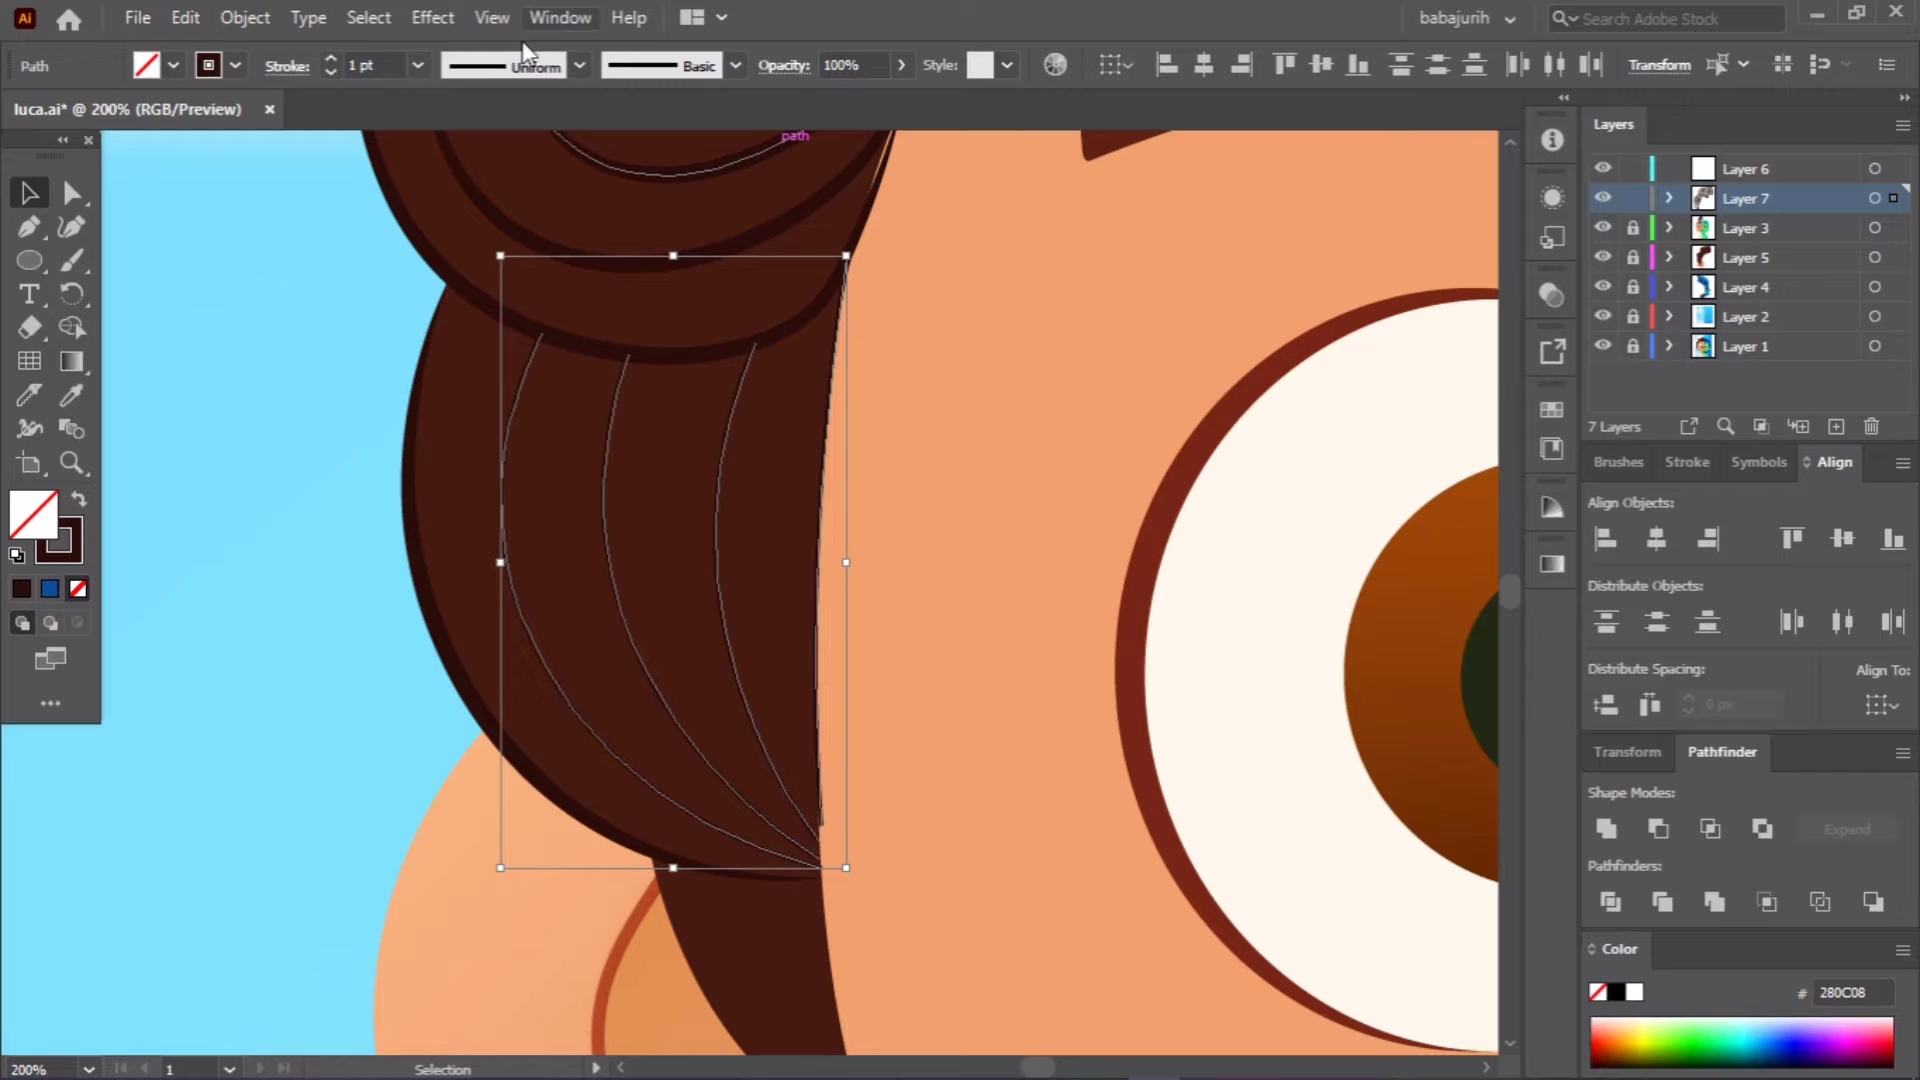 Ai File Edit Object Type Select Effect View Window Help babajurih Search Adobe Stock
Path Stroke: 1 pt Uniform Basic Opacity: 100% Style: Transform
luca.ai* @ 200% (RGB/Preview)
path
Layers
Layer 6
Layer 7
Layer 3
Layer 5
Layer 4
Layer 2
Layer 1
7 Layers
Brushes Stroke Symbols Align
Align Objects:
Distribute Objects:
Distribute Spacing: Align To:
0 px
Transform Pathfinder
Shape Modes:
Expand
Pathfinders:
Color
# 280C08
200% 1 Selection